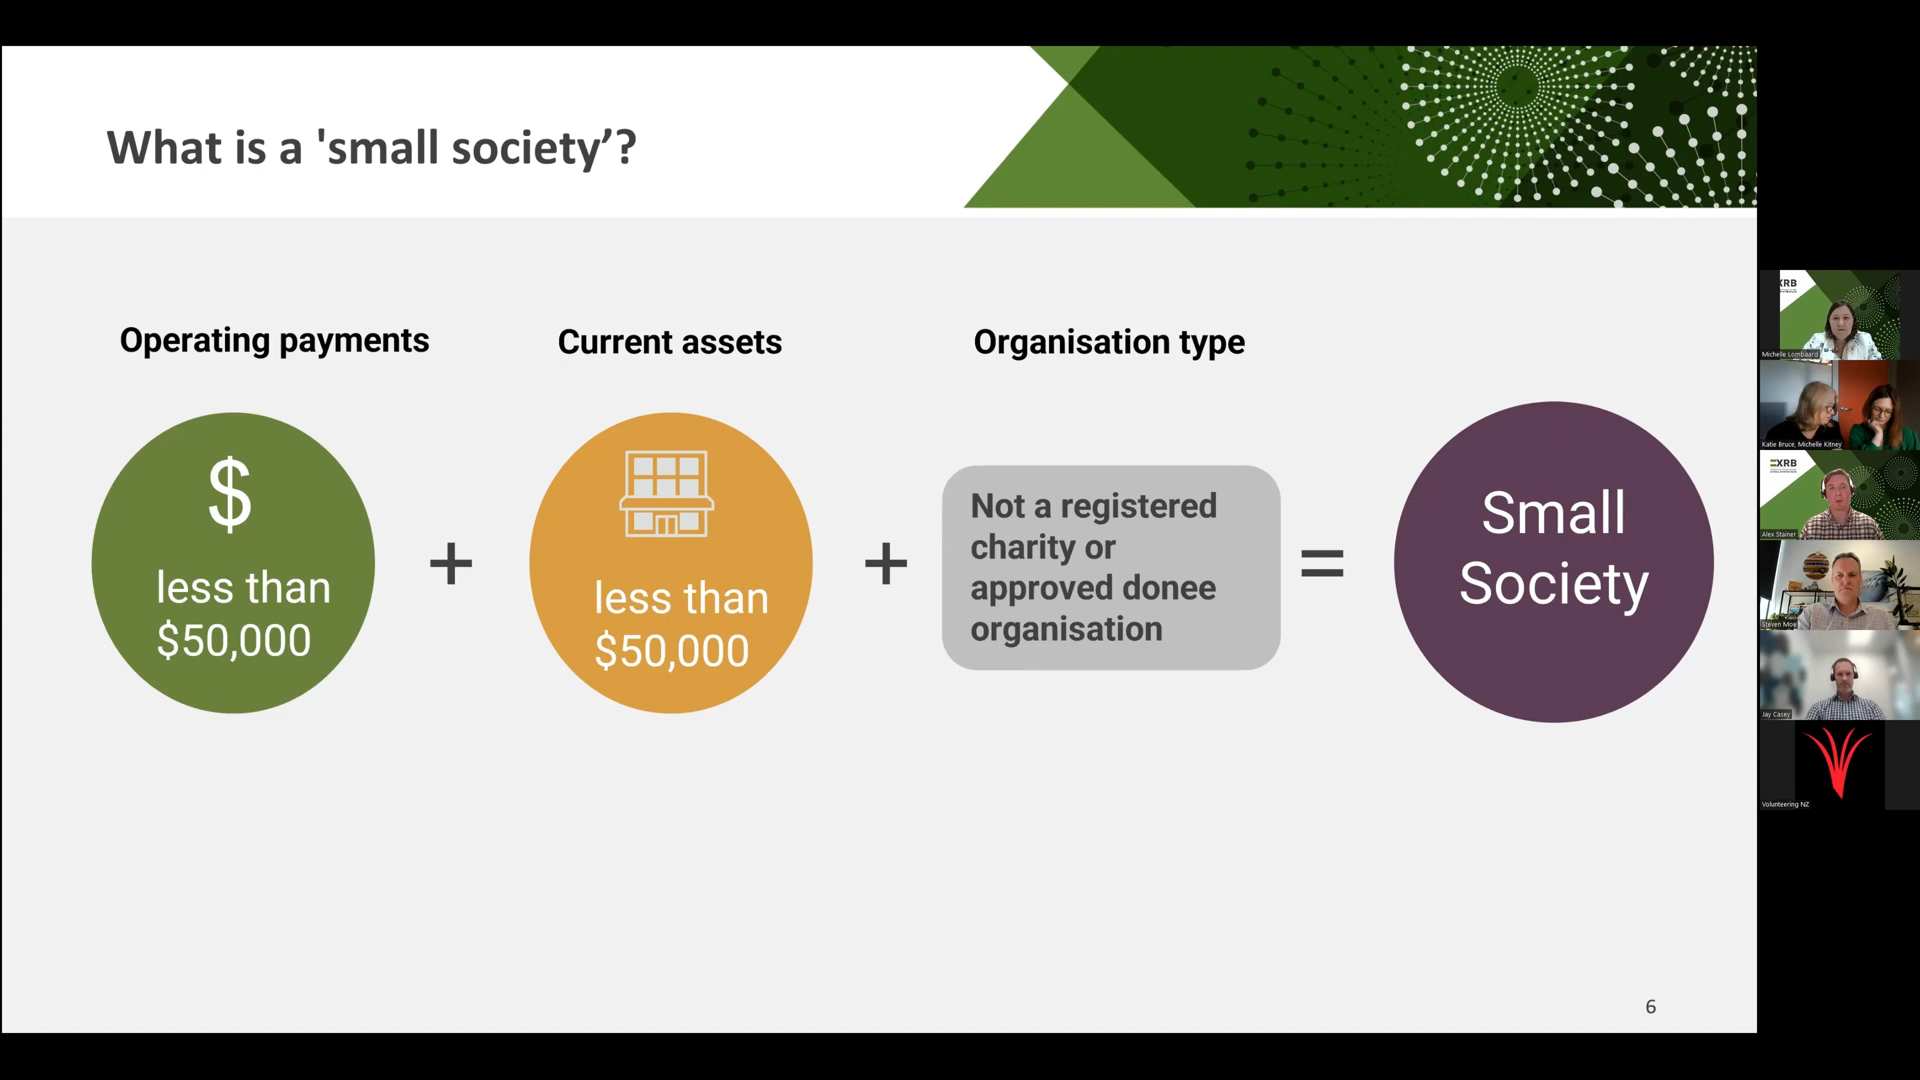 What is a 'small society’?
Operating payments
Current assets
Organisation type
$
less than
$50,000
+
less than
$50,000
+
Not a registered
charity or
approved donee
organisation
=
Small
Society
6
XRB
Michelle Lombaard
Katie Bruce, Michelle Kitney
XRB
Alex Stainer
Steven Moe
Jay Casey
Volunteering NZ